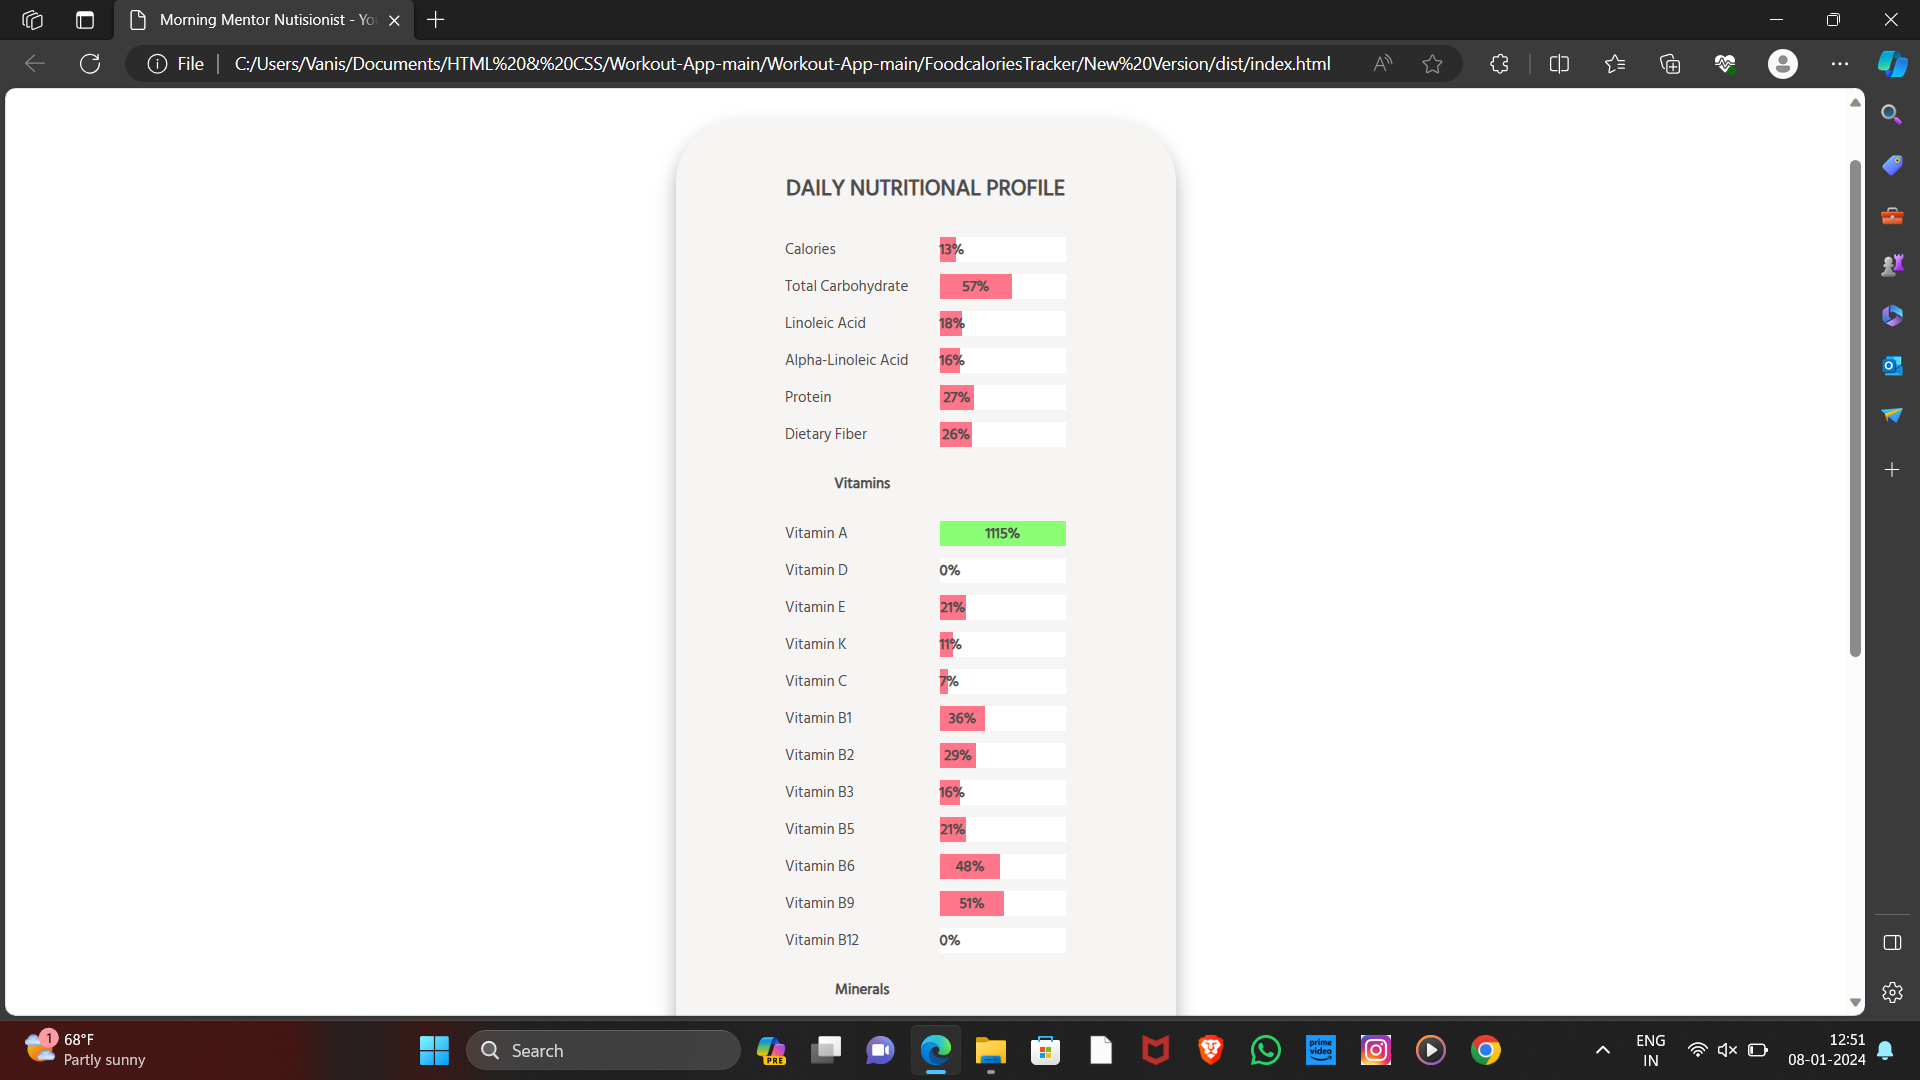 Morning Mentor Nutisionist - Yo
File
C:/Users/Vanis/Documents/HTML%20&%20CSS/Workout-App-main/Workout-App-main/FoodcaloriesTracker/New%20Version/dist/index.html
DAILY NUTRITIONAL PROFILE
Calories 13%
Total Carbohydrate 57%
Linoleic Acid 18%
Alpha-Linoleic Acid 16%
Protein 27%
Dietary Fiber 26%
Vitamins
Vitamin A 1115%
Vitamin D 0%
Vitamin E 21%
Vitamin K 11%
Vitamin C 7%
Vitamin B1 36%
Vitamin B2 29%
Vitamin B3 16%
Vitamin B5 21%
Vitamin B6 48%
Vitamin B9 51%
Vitamin B12 0%
Minerals
1
68°F
Partly sunny
Search
PRE
prime video
ENG
IN
12:51
08-01-2024